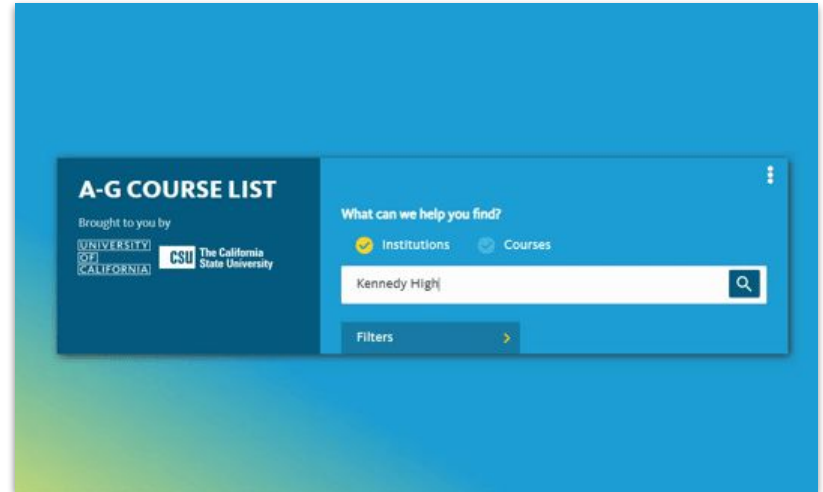 A-G COURSE LIST
Brought to you by
UNIVERSITY
OF
CALIFORNIA
CSU The California
State University
What can we help you find?
Institutions Courses
Kennedy High
Filters